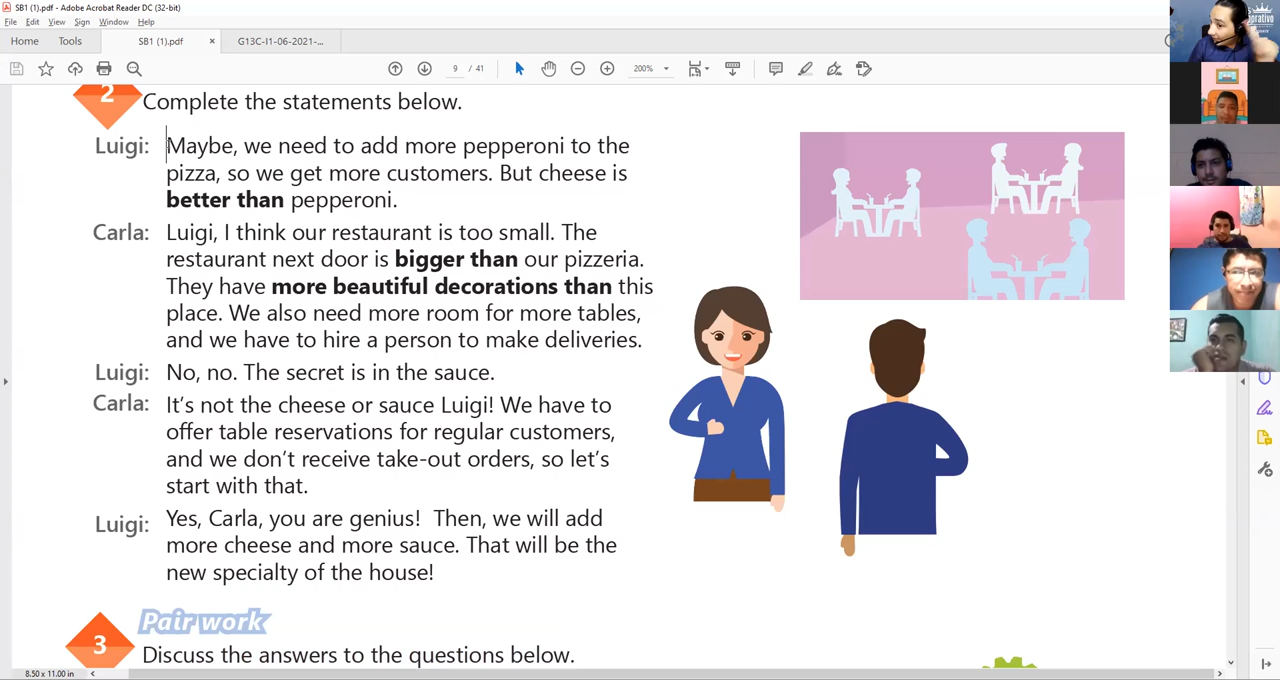 SB1 (1).pdf - Adobe Acrobat Reader DC (32-bit)
File Edit View Sign Window Help
Home Tools SB1 (1).pdf × G13C-I1-06-2021-...
9 / 41 200%
2 Complete the statements below.
Luigi: Maybe, we need to add more pepperoni to the
pizza, so we get more customers. But cheese is
better than pepperoni.
Carla: Luigi, I think our restaurant is too small. The
restaurant next door is bigger than our pizzeria.
They have more beautiful decorations than this
place. We also need more room for more tables,
and we have to hire a person to make deliveries.
Luigi: No, no. The secret is in the sauce.
Carla: It's not the cheese or sauce Luigi! We have to
offer table reservations for regular customers,
and we don't receive take-out orders, so let's
start with that.
Luigi: Yes, Carla, you are genius! Then, we will add
more cheese and more sauce. That will be the
new specialty of the house!
Pair work
3 Discuss the answers to the questions below.
8.50 x 11.00 in